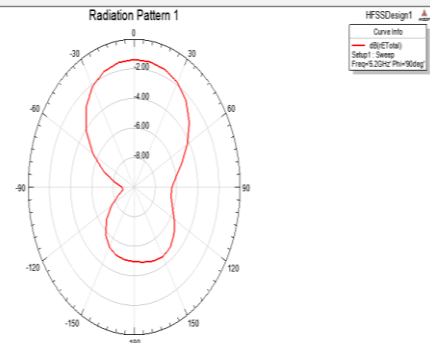 Radiation Pattern 1
HFSSDesign1
Curve Info
dB(rETotal)
Setup1 : Sweep
Freq='5.2GHz' Phi='90deg'
0
-30
30
-2.00
-4.00
-60
60
-6.00
-8.00
-90
90
-120
120
-150
150